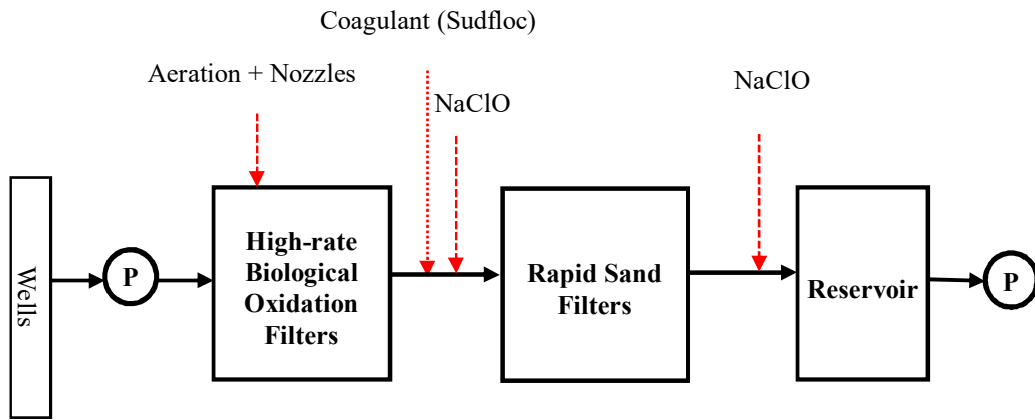 Coagulant (Sudfloc)
Aeration + Nozzles
NaClO
NaClO
Wells
P
High-rate
Biological
Oxidation
Filters
Rapid Sand
Filters
Reservoir
P